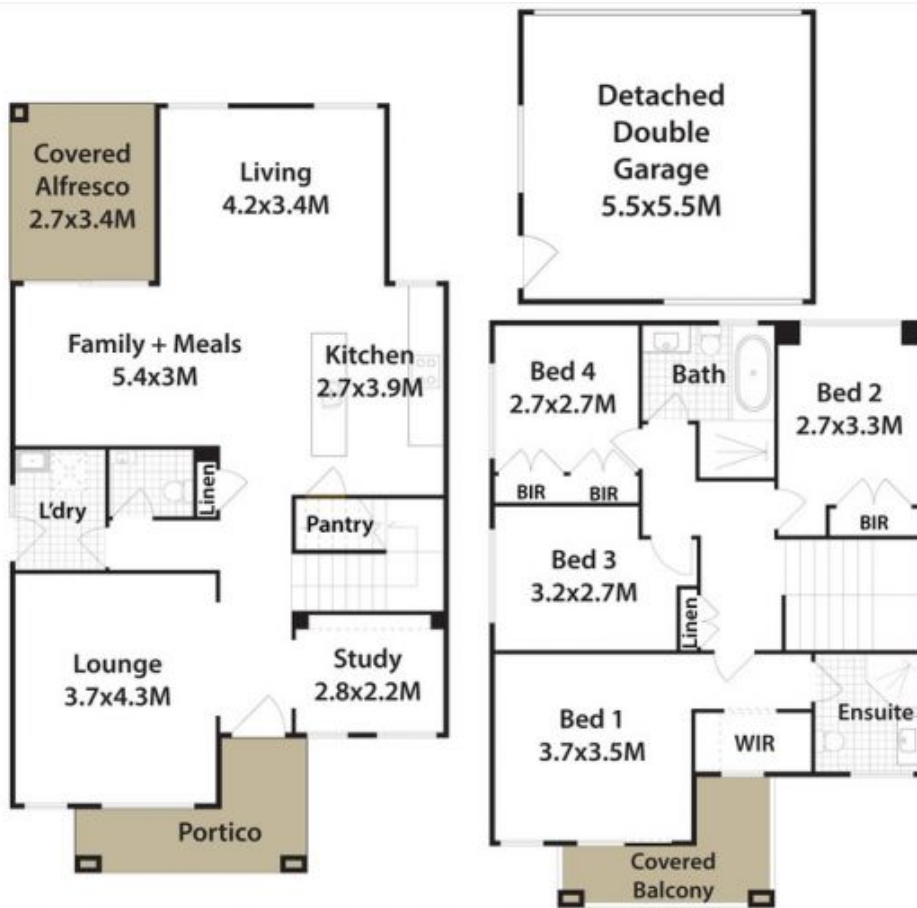 Covered
Alfresco
2.7x3.4M
Living
4.2x3.4M
Family + Meals
5.4x3M
Kitchen
2.7x3.9M
L'dry
Linen
Pantry
Lounge
3.7x4.3M
Study
2.8x2.2M
Portico
Detached
Double
Garage
5.5x5.5M
Bed 4
2.7x2.7M
BIR
BIR
Bath
Bed 2
2.7x3.3M
BIR
Bed 3
3.2x2.7M
Linen
Bed 1
3.7x3.5M
WIR
Ensuite
Covered
Balcony